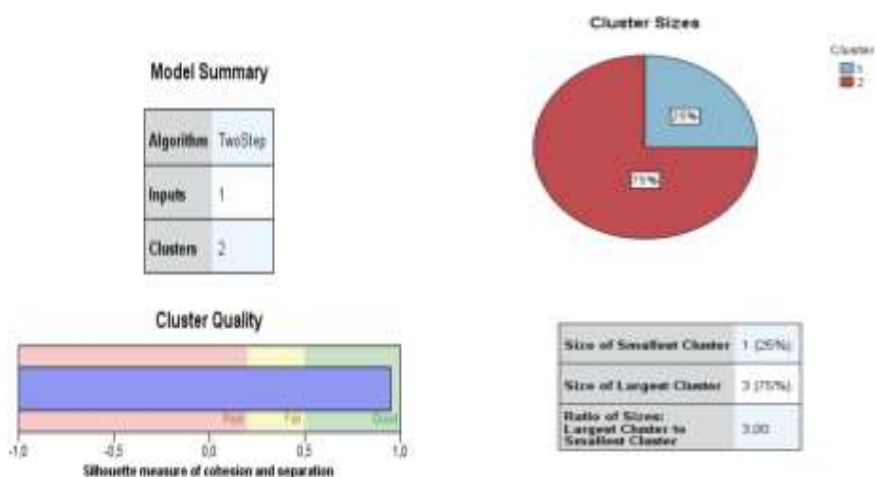 Model Summary
Algorithm TwoStep
Inputs 1
Clusters 2
Cluster Quality
Poor Fair Good
-1,0 -0,5 0,0 0,5 1,0
Silhouette measure of cohesion and separation
Cluster Sizes
Cluster
1
2
25%
75%
Size of Smallest Cluster 1 (25%)
Size of Largest Cluster 3 (75%)
Ratio of Sizes:
Largest Cluster to
Smallest Cluster 3.00